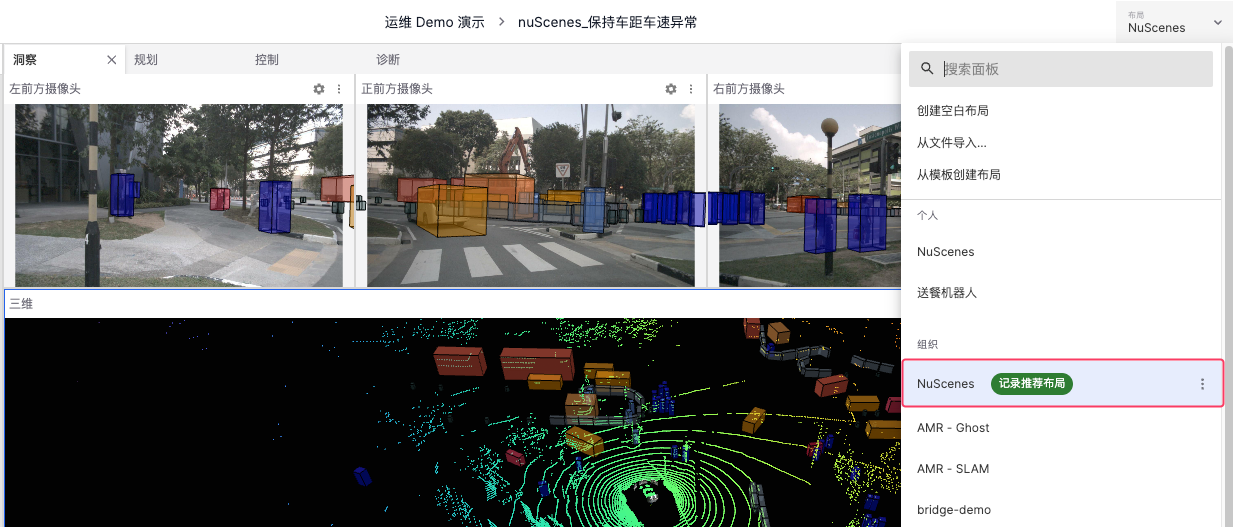 运维 Demo 演示 > nuScenes_保持车距车速异常
布局
NuScenes
洞察
规划
控制
诊断
左前方摄像头
正前方摄像头
右前方摄像头
三维
搜索面板
创建空白布局
从文件导入...
从模板创建布局
个人
NuScenes
送餐机器人
组织
NuScenes 记录推荐布局
AMR - Ghost
AMR - SLAM
bridge-demo